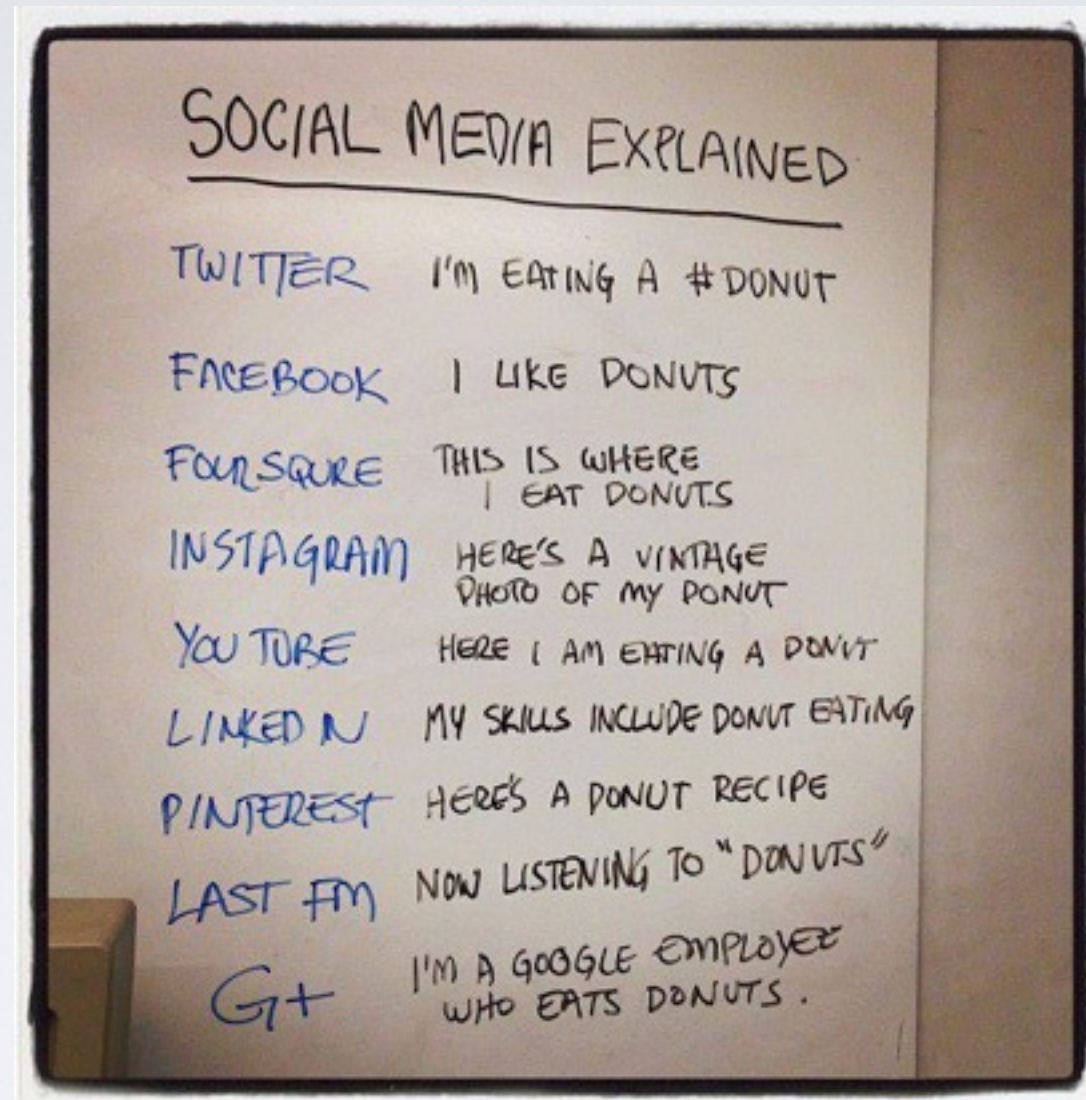 SOCIAL MEDIA EXPLAINED
TWITTER I'M EATING A #DONUT
FACEBOOK I LIKE DONUTS
FOURSQURE THIS IS WHERE
I EAT DONUTS
INSTAGRAM HERE'S A VINTAGE
PHOTO OF MY DONUT
YOU TUBE HERE I AM EATING A DONUT
LINKED IN MY SKILLS INCLUDE DONUT EATING
PINTEREST HERE'S A DONUT RECIPE
LAST FM NOW LISTENING TO "DONUTS"
G+ I'M A GOOGLE EMPLOYEE
WHO EATS DONUTS.